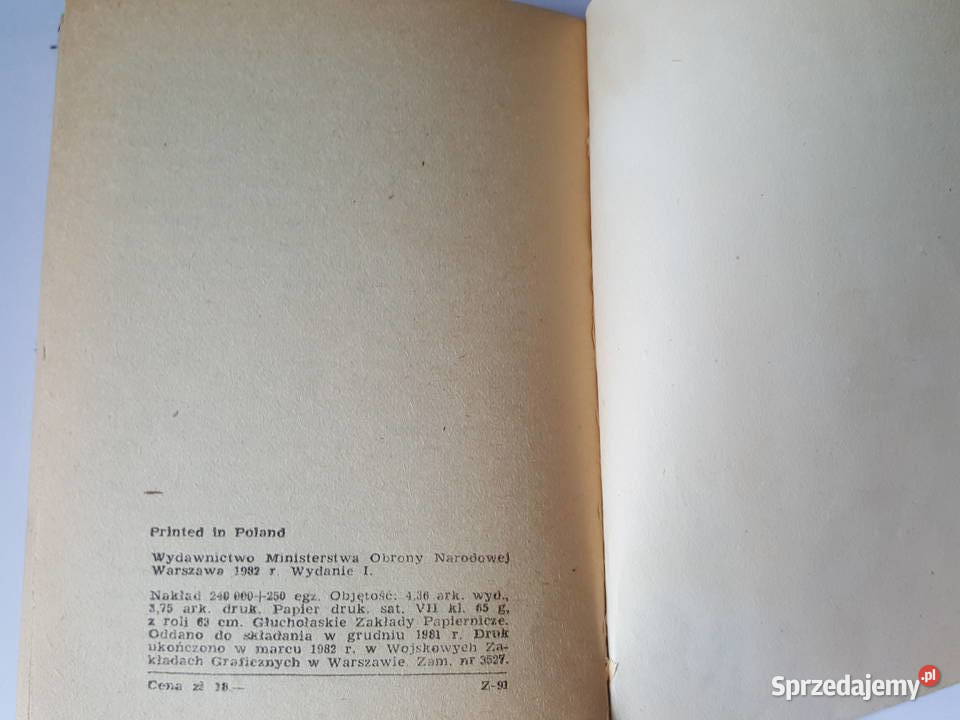 Printed in Poland
Wydawnictwo Ministerstwa Obrony Narodowej
Warszawa 1982 r. Wydanie I.
Nakład 240 000+250 egz. Objętość: 4,36 ark. wyd.,
3,75 ark. druk. Papier druk. sat. VII kl. 65 g,
z roli 63 cm. Głuchołaskie Zakłady Papiernicze.
Oddano do składania w grudniu 1981 r. Druk
ukończono w marcu 1982 r. w Wojskowych Za-
kładach Graficznych w Warszawie. Zam. nr 3527.
Cena zł 18.— Z-91
Sprzedajemy.pl